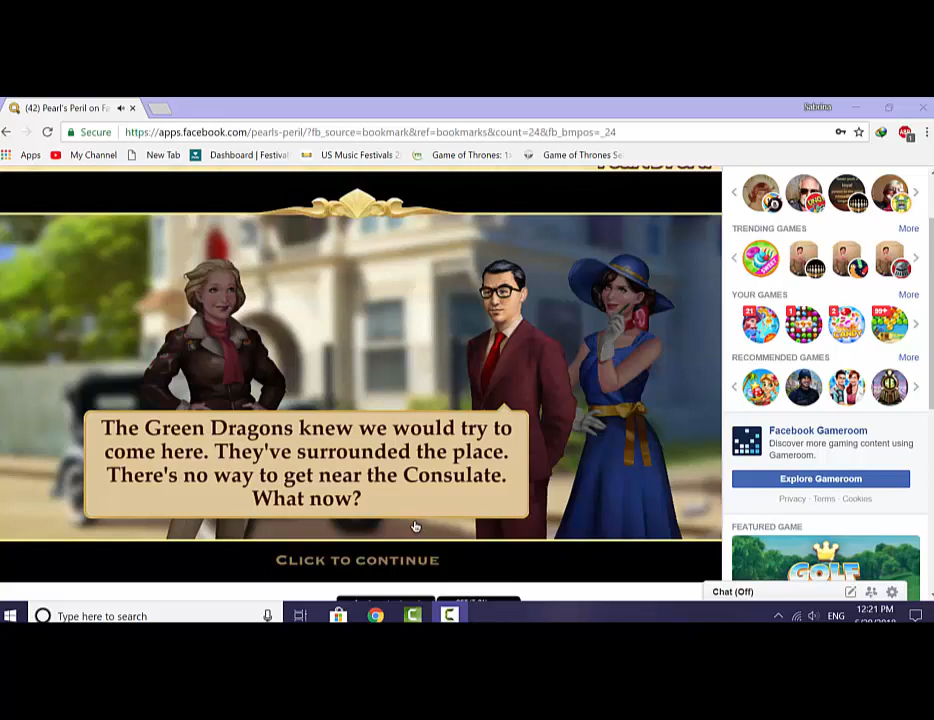 (42) Pearl's Peril on Fa
Sabrina
Secure
https://apps.facebook.com/pearls-peril/?fb_source=bookmark&ref=bookmarks&count=24&fb_bmpos=_24
Apps
My Channel
New Tab
Dashboard | Festival
US Music Festivals 2
Game of Thrones: 1
Game of Thrones Se
TRENDING GAMES
More
YOUR GAMES
More
21
1
2
99+
RECOMMENDED GAMES
More
The Green Dragons knew we would try to
come here. They've surrounded the place.
There's no way to get near the Consulate.
What now?
CLICK TO CONTINUE
Facebook Gameroom
Discover more gaming content using
Gameroom.
Explore Gameroom
Privacy · Terms · Cookies
FEATURED GAME
GOLF
Chat (Off)
Type here to search
ENG
12:21 PM